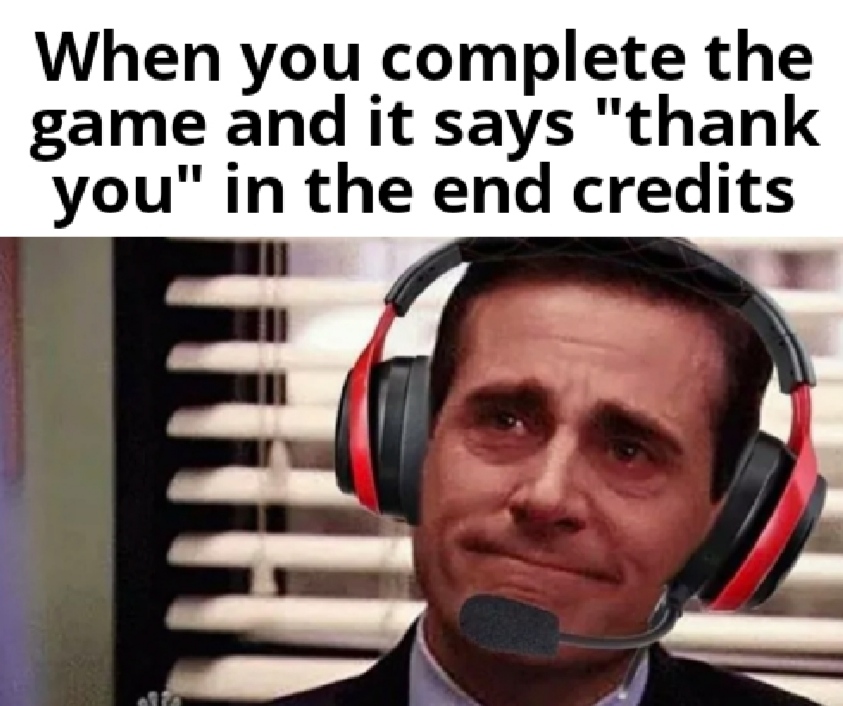 When you complete the
game and it says "thank
you" in the end credits